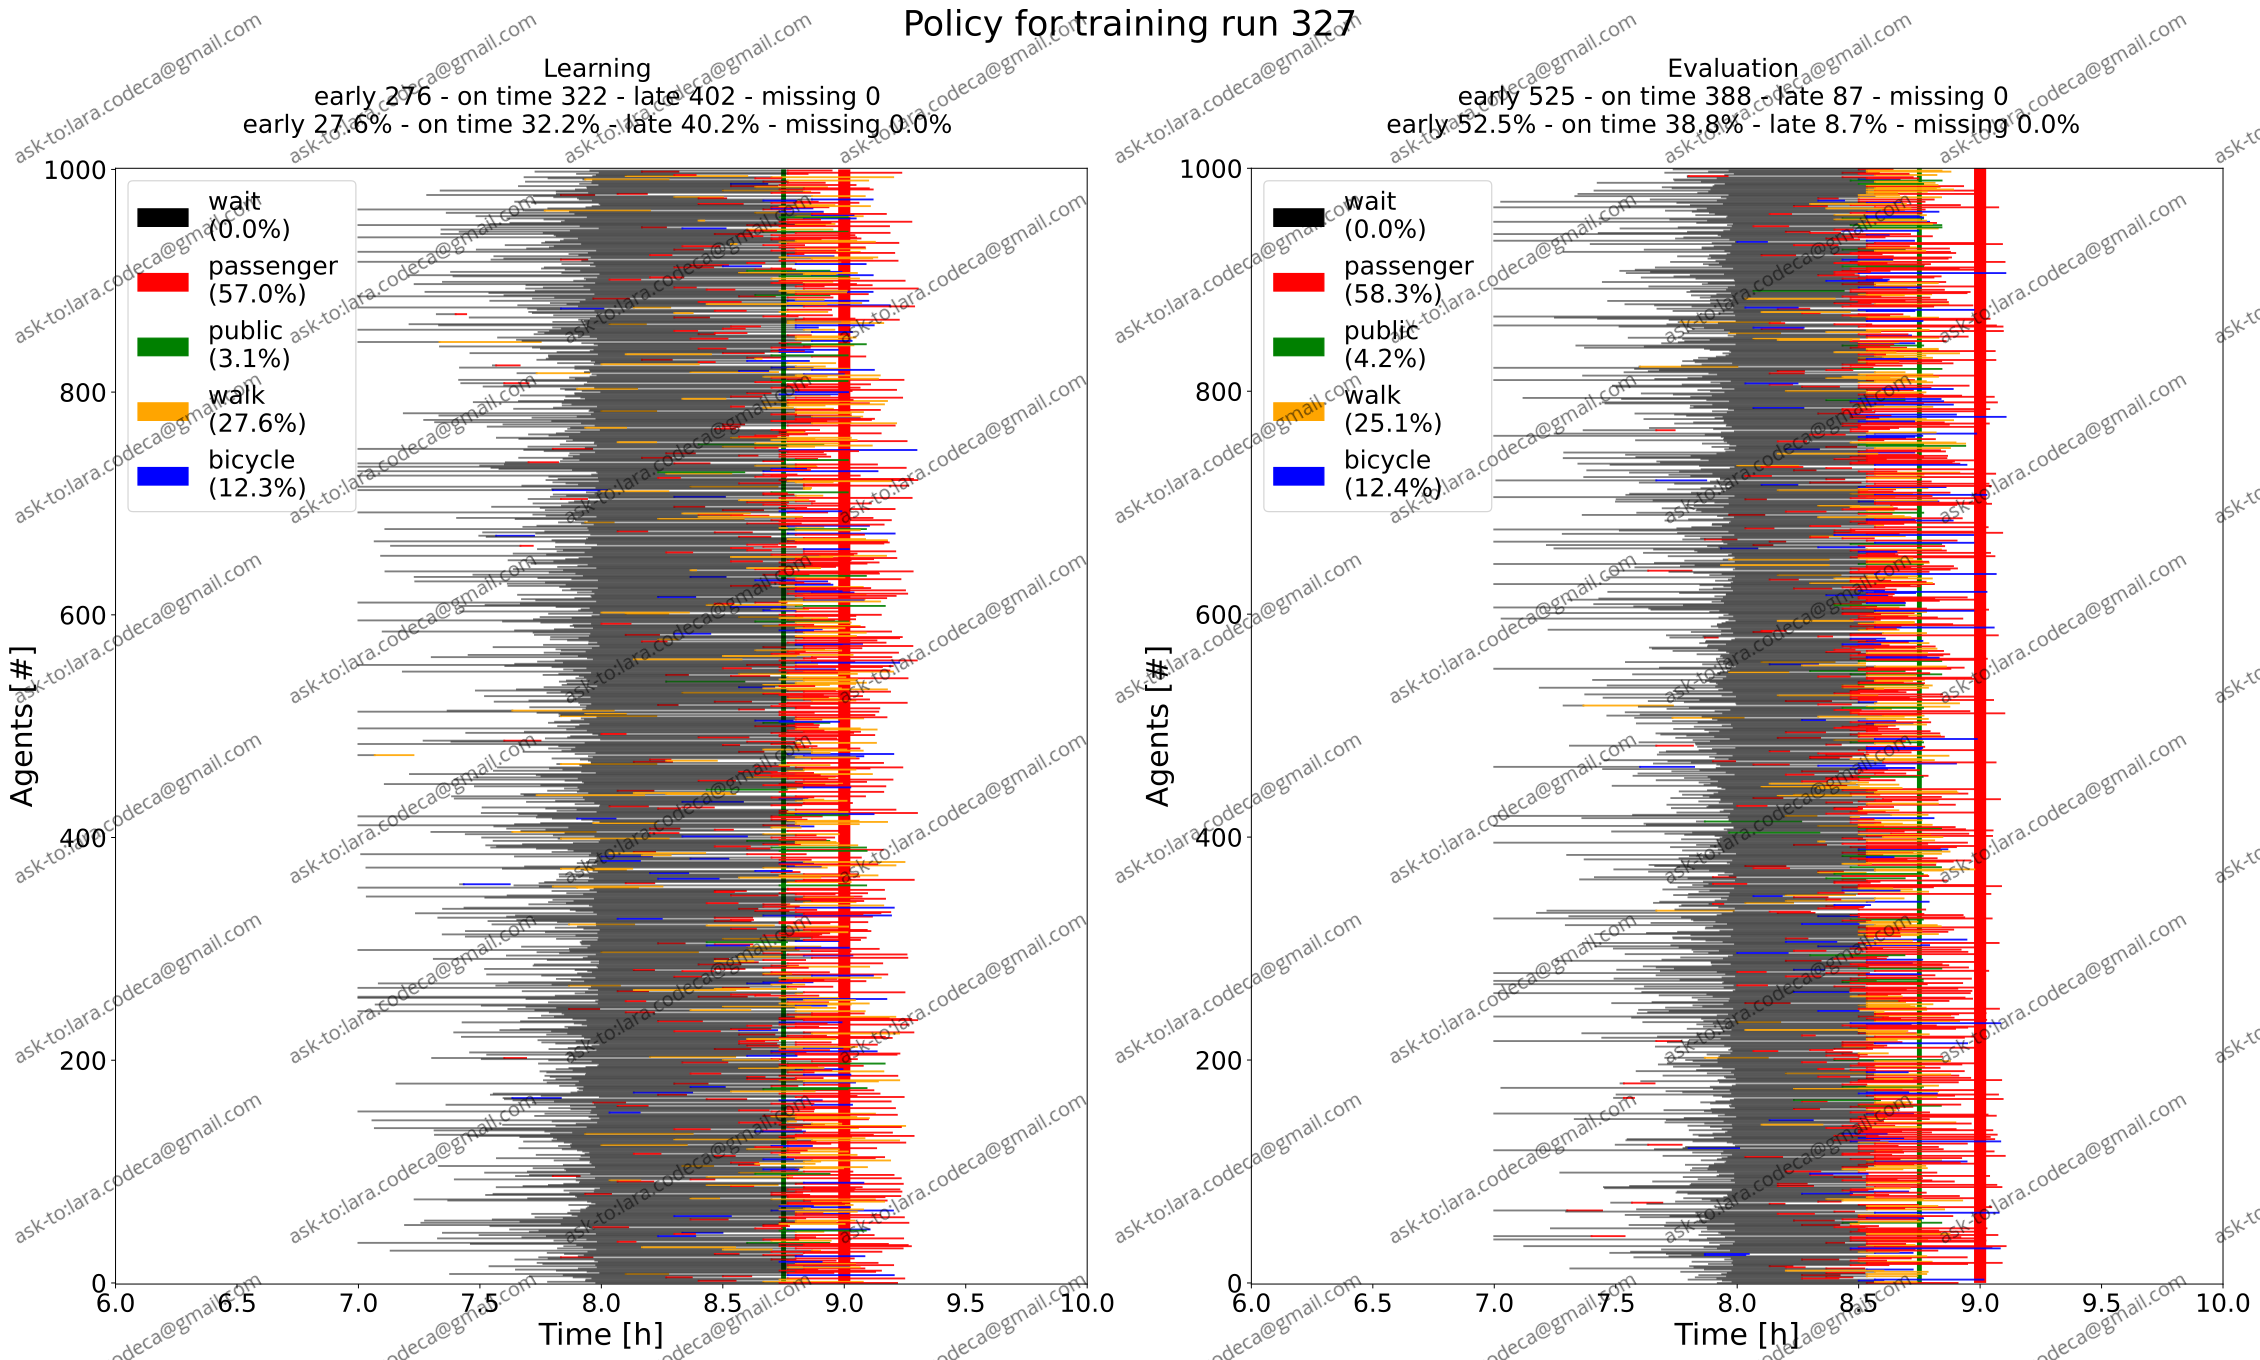 Policy for training run 327
Learning
early 276 - on time 322 - late 402 - missing 0
early 27.6% - on time 32.2% - late 40.2% - missing 0.0%
Evaluation
early 525 - on time 388 - late 87 - missing 0
early 52.5% - on time 38.8% - late 8.7% - missing 0.0%
wait
(0.0%)
passenger
(57.0%)
public
(3.1%)
walk
(27.6%)
bicycle
(12.3%)
Agents [#]
1000
800
600
400
200
0
6.0 6.5 7.0 7.5 8.0 8.5 9.0 9.5 10.0
Time [h]
wait
(0.0%)
passenger
(58.3%)
public
(4.2%)
walk
(25.1%)
bicycle
(12.4%)
Agents [#]
1000
800
600
400
200
0
6.0 6.5 7.0 7.5 8.0 8.5 9.0 9.5 10.0
Time [h]
ask-to:lara.codeca@gmail.com